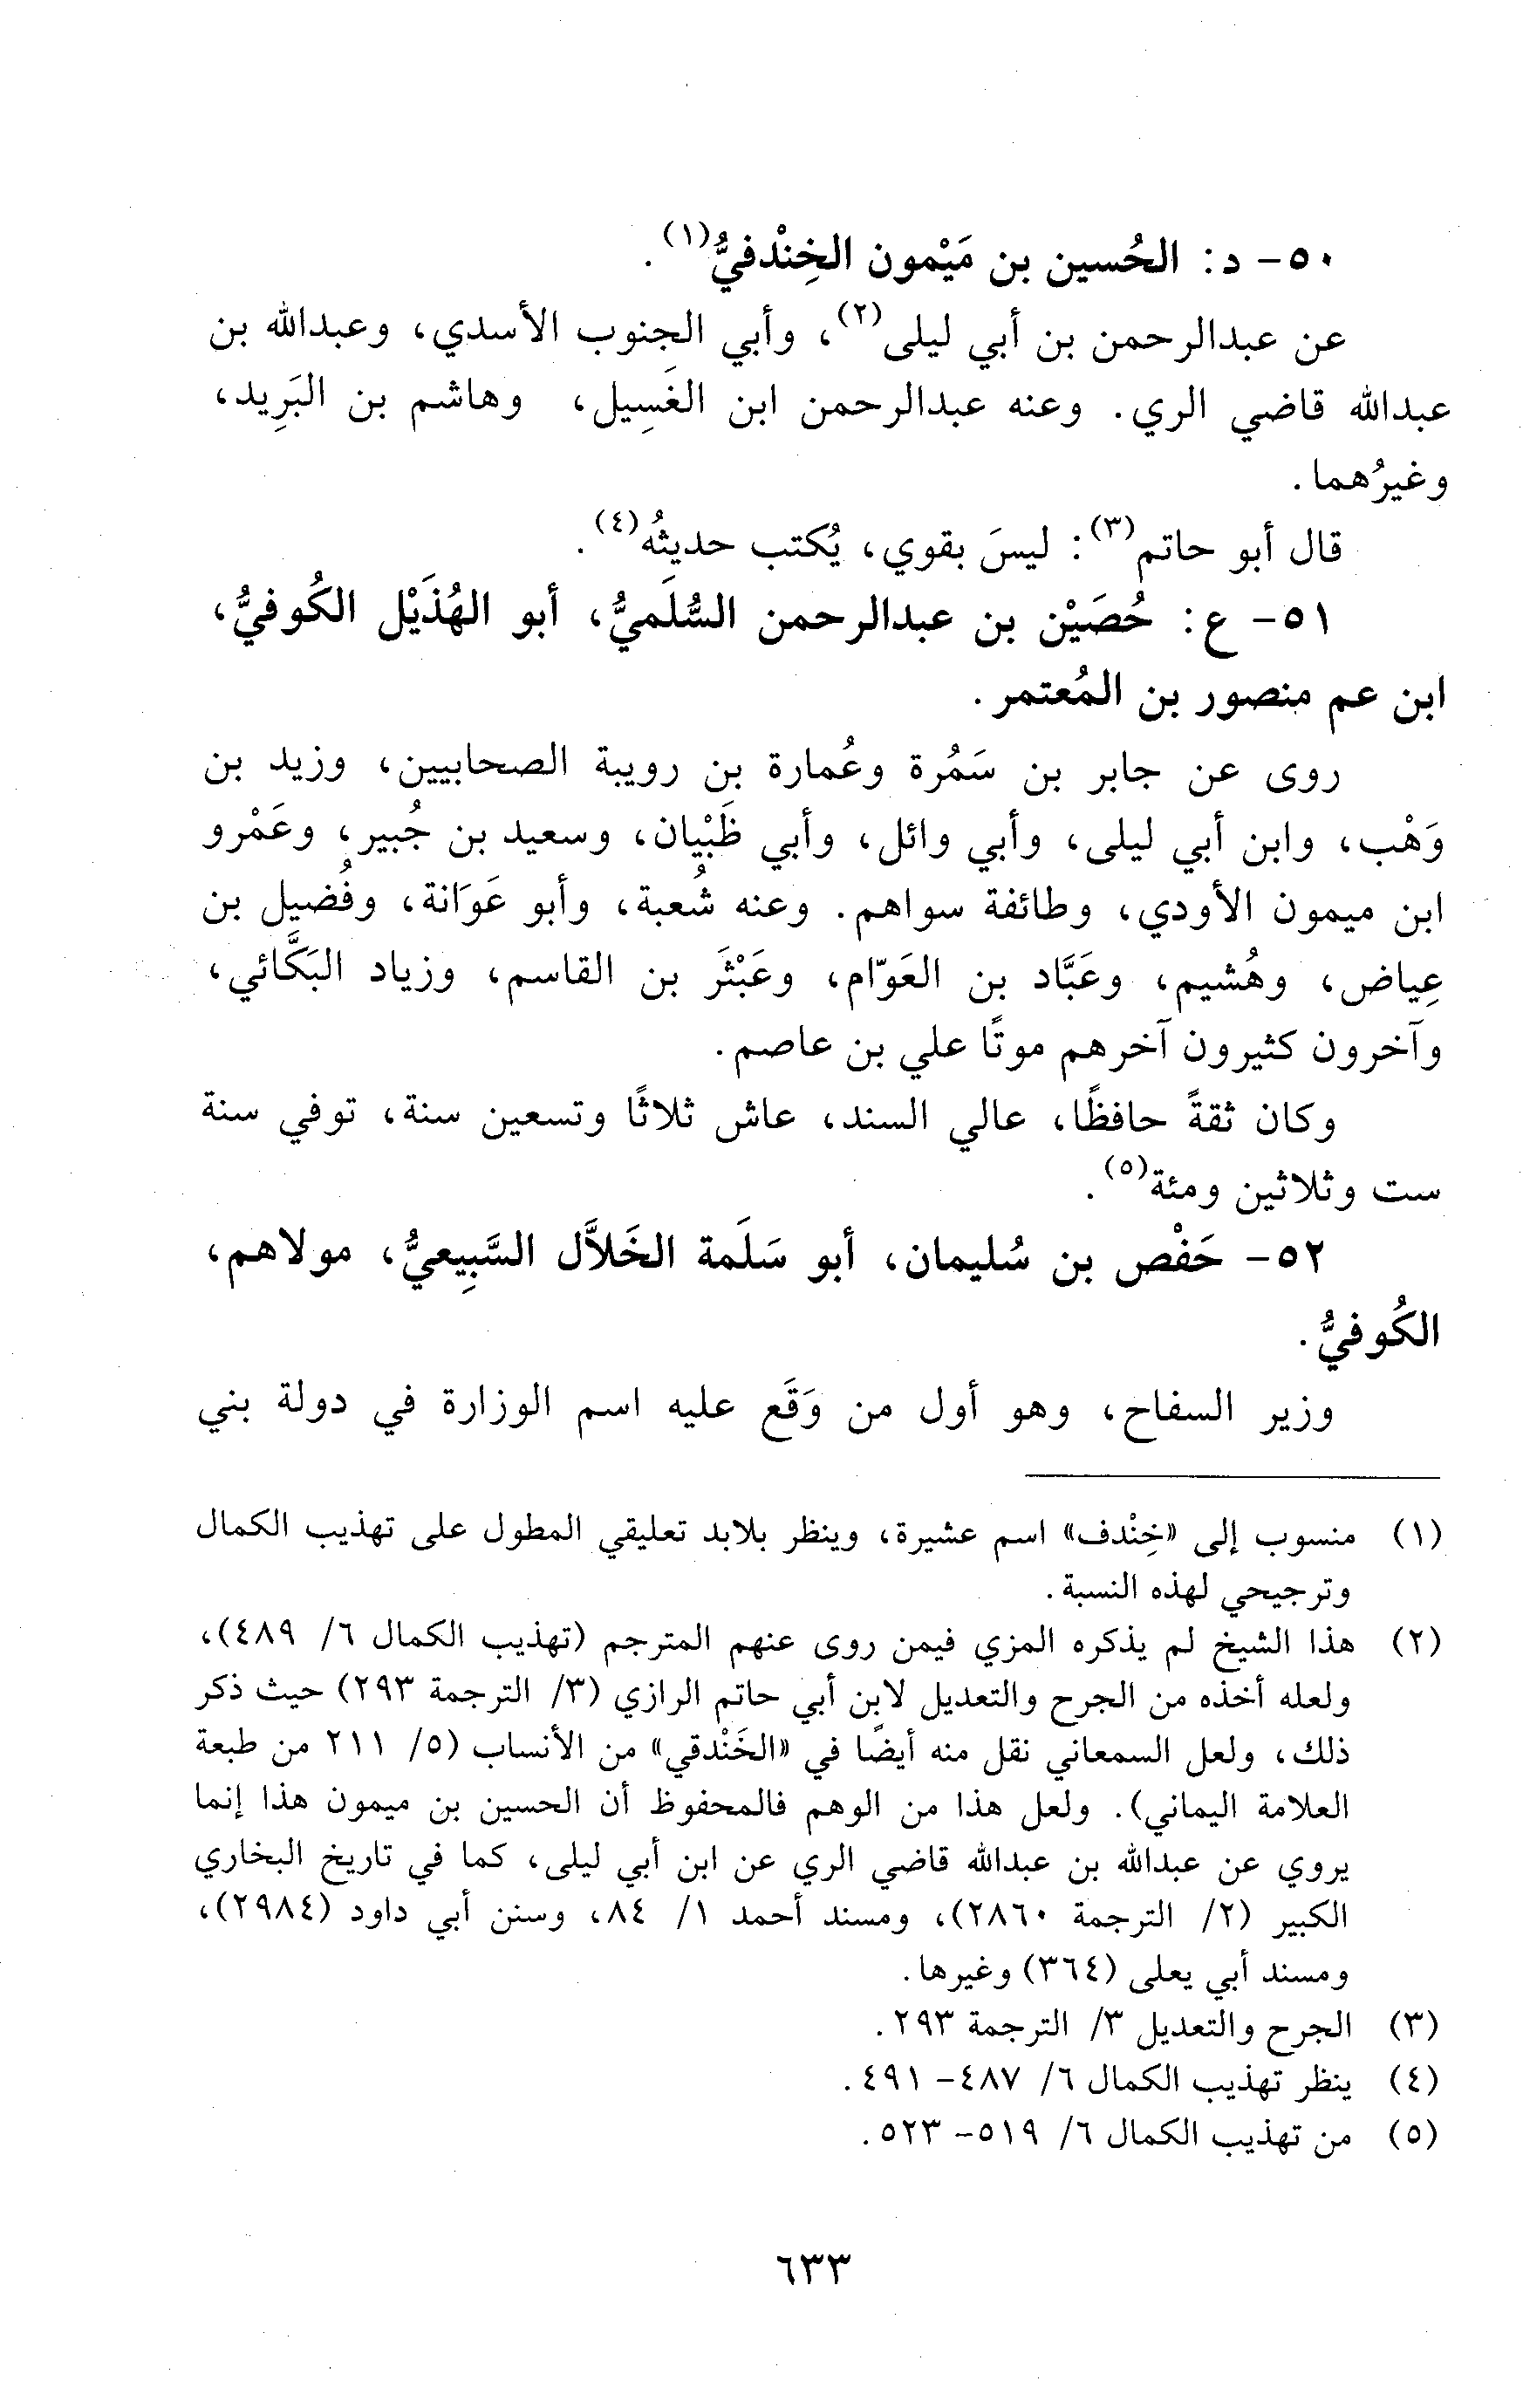 ٥٠- د: الحُسين بن مَيْمون الخِنْدفيُّ(١).
عن عبدالرحمن بن أبي ليلى(٢)، وأبي الجنوب الأسدي، وعبدالله بن
عبدالله قاضي الري. وعنه عبدالرحمن ابن الغَسِيل، وهاشم بن البَرِيد،
وغيرُهما.
قال أبو حاتم(٣): ليسَ بقوي، يُكتب حديثُه(٤).
٥١- ع: حُصَيْن بن عبدالرحمن السُّلَميُّ، أبو الهُذَيْل الكُوفيُّ،
ابن عم منصور بن المُعتمر.
روى عن جابر بن سَمُرة وعُمارة بن رويبة الصحابيين، وزيد بن
وَهْب، وابن أبي ليلى، وأبي وائل، وأبي ظَبْيان، وسعيد بن جُبير، وعَمْرو
ابن ميمون الأودي، وطائفة سواهم. وعنه شُعبة، وأبو عَوَانة، وفُضيل بن
عِياض، وهُشيم، وعَبَّاد بن العَوّام، وعَبْثَر بن القاسم، وزياد البَكَّائي،
وآخرون كثيرون آخرهم موتًا علي بن عاصم.
وكان ثقةً حافظًا، عالي السند، عاش ثلاثًا وتسعين سنة، توفي سنة
ست وثلاثين ومئة(٥).
٥٢- حَفْص بن سُليمان، أبو سَلَمة الخَلاَّل السَّبِيعيُّ، مولاهم،
الكُوفيُّ.
وزير السفاح، وهو أول من وَقَع عليه اسم الوزارة في دولة بني
(١) منسوب إلى «خِنْدف» اسم عشيرة، وينظر بلابد تعليقي المطول على تهذيب الكمال
وترجيحي لهذه النسبة.
(٢) هذا الشيخ لم يذكره المزي فيمن روى عنهم المترجم (تهذيب الكمال ٦/ ٤٨٩)،
ولعله أخذه من الجرح والتعديل لابن أبي حاتم الرازي (٣/ الترجمة ٢٩٣) حيث ذكر
ذلك، ولعل السمعاني نقل منه أيضًا في «الخَنْدقي» من الأنساب (٥/ ٢١١ من طبعة
العلامة اليماني). ولعل هذا من الوهم فالمحفوظ أن الحسين بن ميمون هذا إنما
يروي عن عبدالله بن عبدالله قاضي الري عن ابن أبي ليلى، كما في تاريخ البخاري
الكبير (٢/ الترجمة ٢٨٦٠)، ومسند أحمد ١/ ٨٤، وسنن أبي داود (٢٩٨٤)،
ومسند أبي يعلى (٣٦٤) وغيرها.
(٣) الجرح والتعديل ٣/ الترجمة ٢٩٣.
(٤) ينظر تهذيب الكمال ٦/ ٤٨٧- ٤٩١.
(٥) من تهذيب الكمال ٦/ ٥١٩- ٥٢٣.
٦٣٣